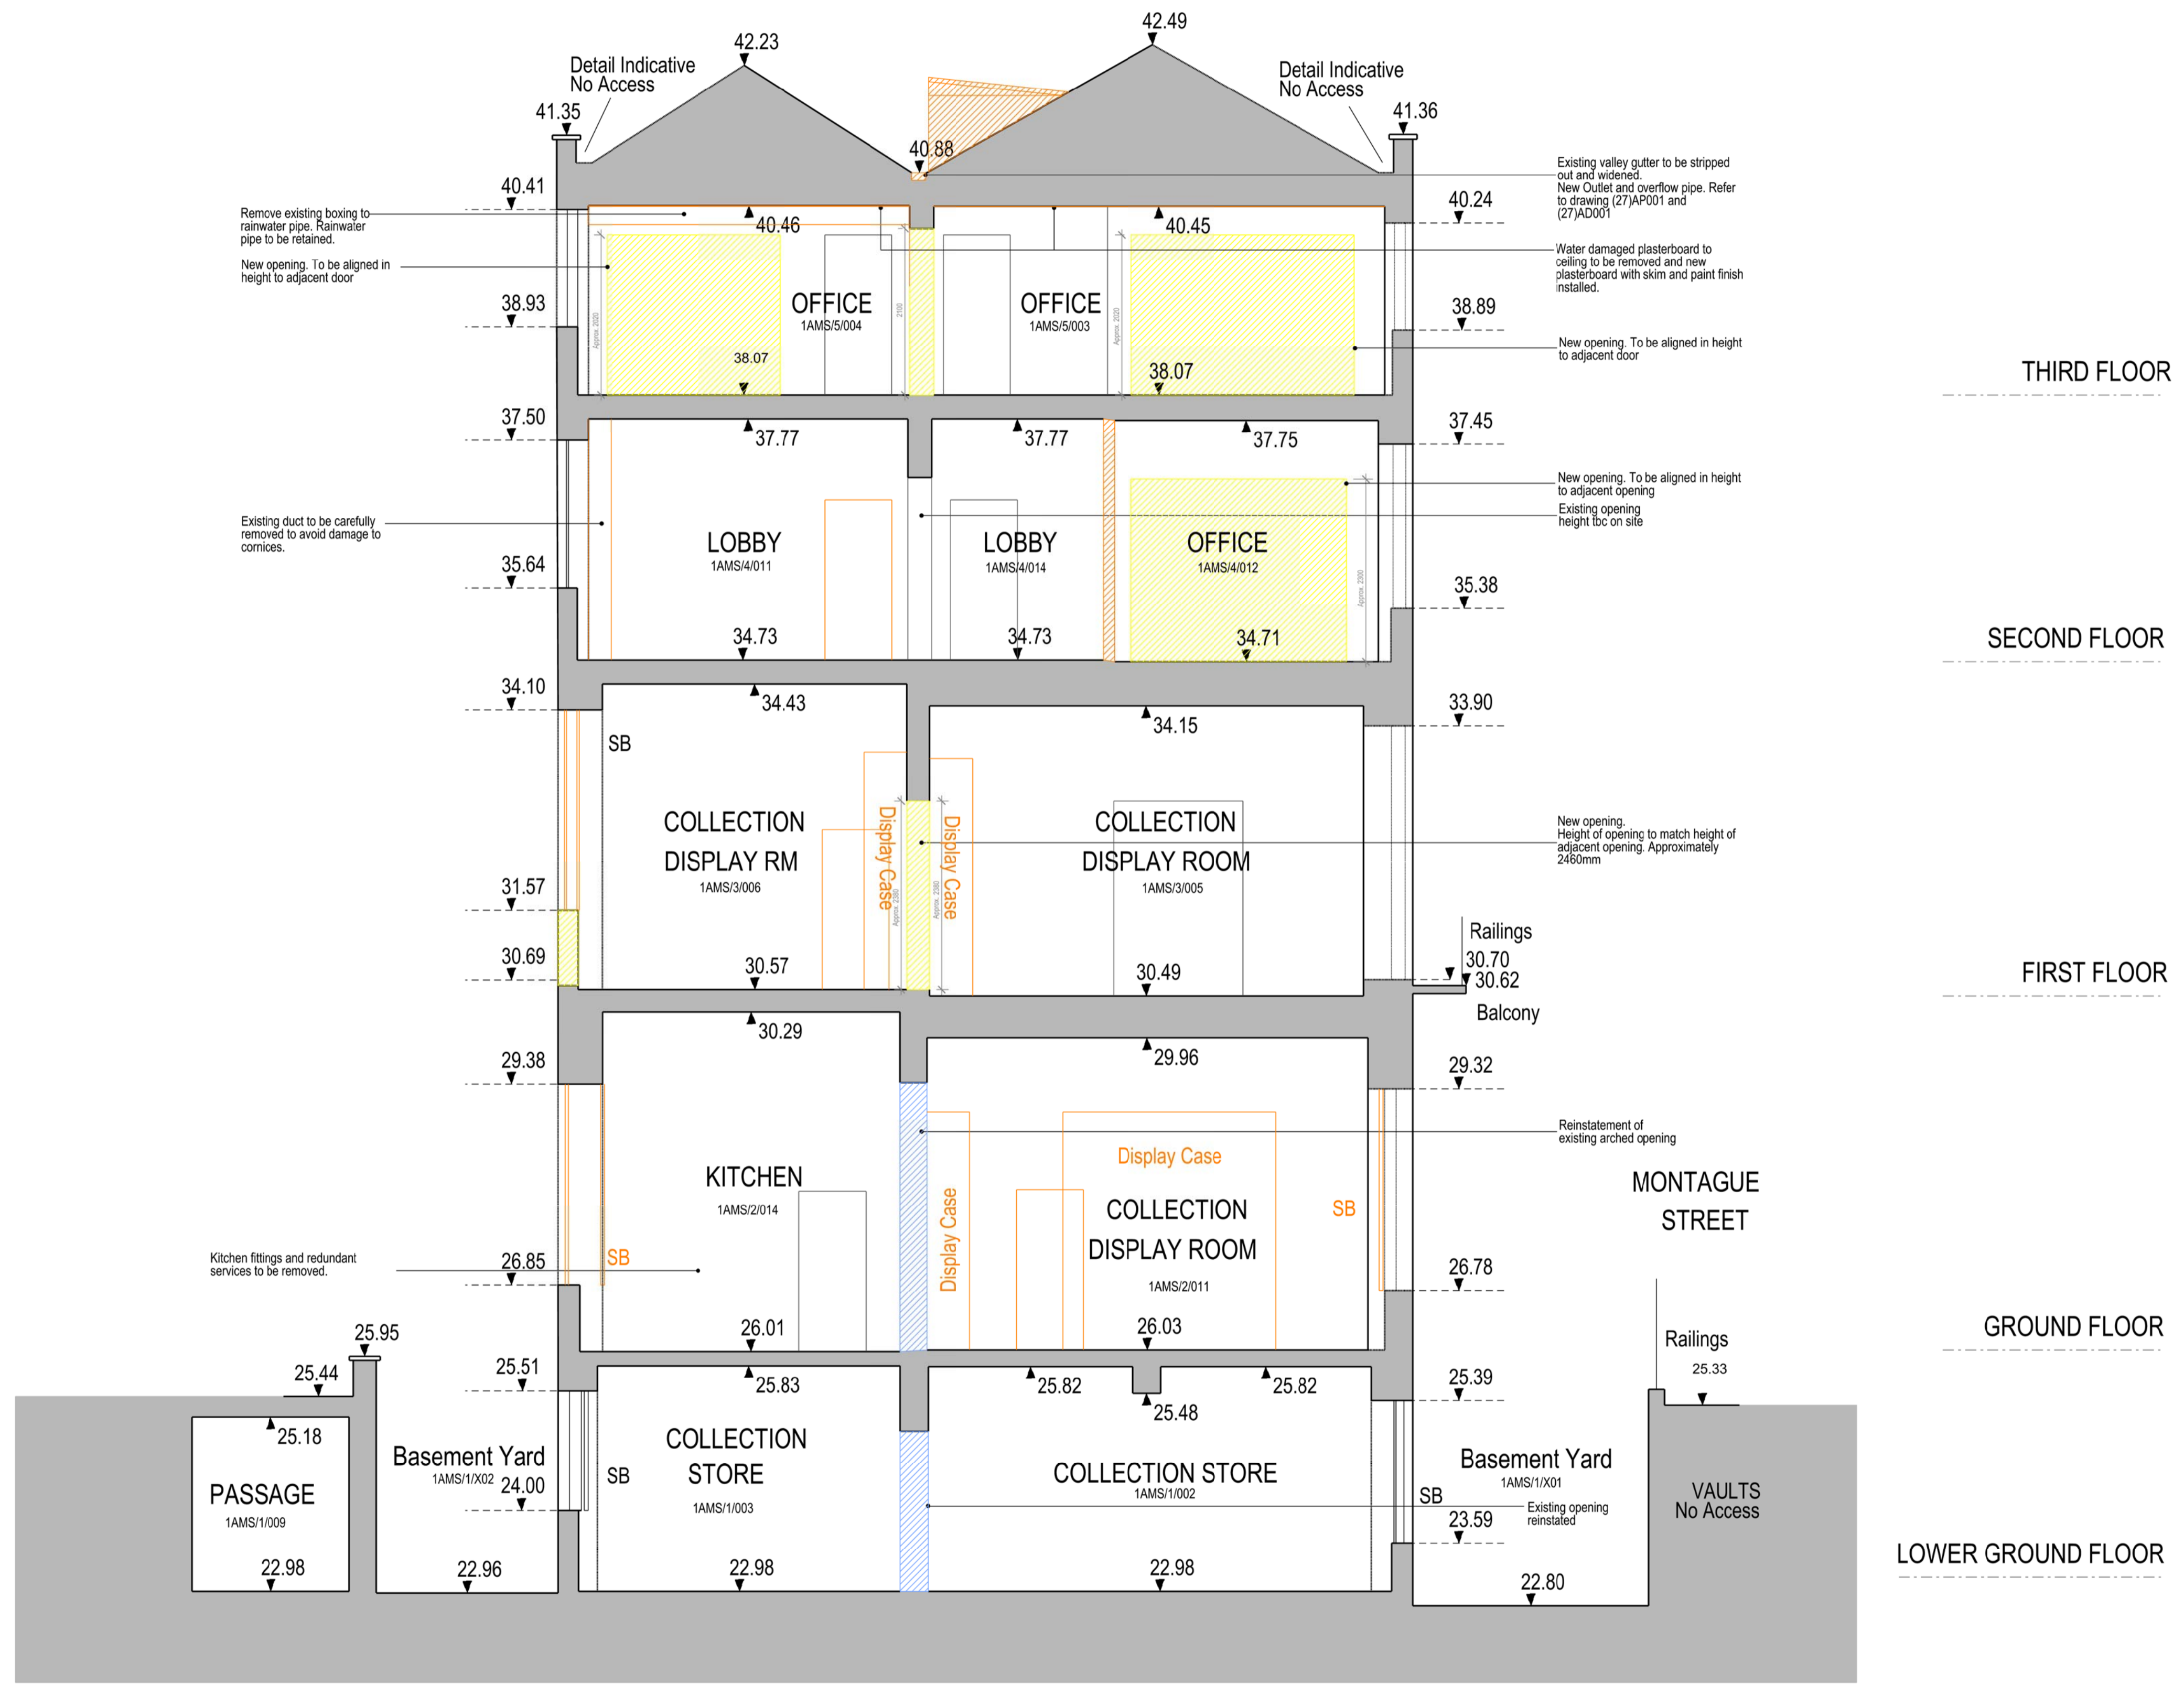 42.49
42.23
Detail Indicative
No Access
Detail Indicative
No Access
41.35
41.36
40.88
Existing valley gutter to be stripped
out and widened.
New Outlet and overflow pipe. Refer
to drawing (27)AP001 and
(27)AD001
40.41
40.24
Remove existing boxing to
rainwater pipe. Rainwater
pipe to be retained.
40.46
40.45
Water damaged plasterboard to
ceiling to be removed and new
plasterboard with skim and paint finish
installed.
New opening. To be aligned in
height to adjacent door
38.93
OFFICE
1AMS/5/004
OFFICE
1AMS/5/003
38.89
Approx. 2020
2100
Approx. 2020
New opening. To be aligned in height
to adjacent door
38.07
38.07
THIRD FLOOR
37.50
37.77
37.77
37.75
37.45
New opening. To be aligned in height
to adjacent opening
Existing opening
height tbc on site
Existing duct to be carefully
removed to avoid damage to
cornices.
LOBBY
1AMS/4/011
LOBBY
1AMS/4/014
OFFICE
1AMS/4/012
Approx. 2300
35.64
35.38
34.73
34.73
34.71
SECOND FLOOR
34.10
34.43
34.15
33.90
SB
COLLECTION
DISPLAY RM
1AMS/3/006
Display Case
Approx. 2380
Approx. 2380
Display Case
COLLECTION
DISPLAY ROOM
1AMS/3/005
New opening.
Height of opening to match height of
adjacent opening. Approximately
2460mm
31.57
30.69
30.57
30.49
Railings
30.70
30.62
Balcony
FIRST FLOOR
30.29
29.96
29.38
29.32
Reinstatement of
existing arched opening
KITCHEN
1AMS/2/014
Display Case
Display Case
COLLECTION
DISPLAY ROOM
1AMS/2/011
SB
MONTAGUE
STREET
Kitchen fittings and redundant
services to be removed.
SB
26.85
26.78
26.01
26.03
GROUND FLOOR
25.95
25.44
25.51
25.83
25.82
25.82
25.48
25.39
Railings
25.33
25.18
PASSAGE
1AMS/1/009
Basement Yard
1AMS/1/X02
24.00
SB
COLLECTION
STORE
1AMS/1/003
COLLECTION STORE
1AMS/1/002
SB
Basement Yard
1AMS/1/X01
Existing opening
reinstated
23.59
VAULTS
No Access
22.98
22.96
22.98
22.98
22.80
LOWER GROUND FLOOR